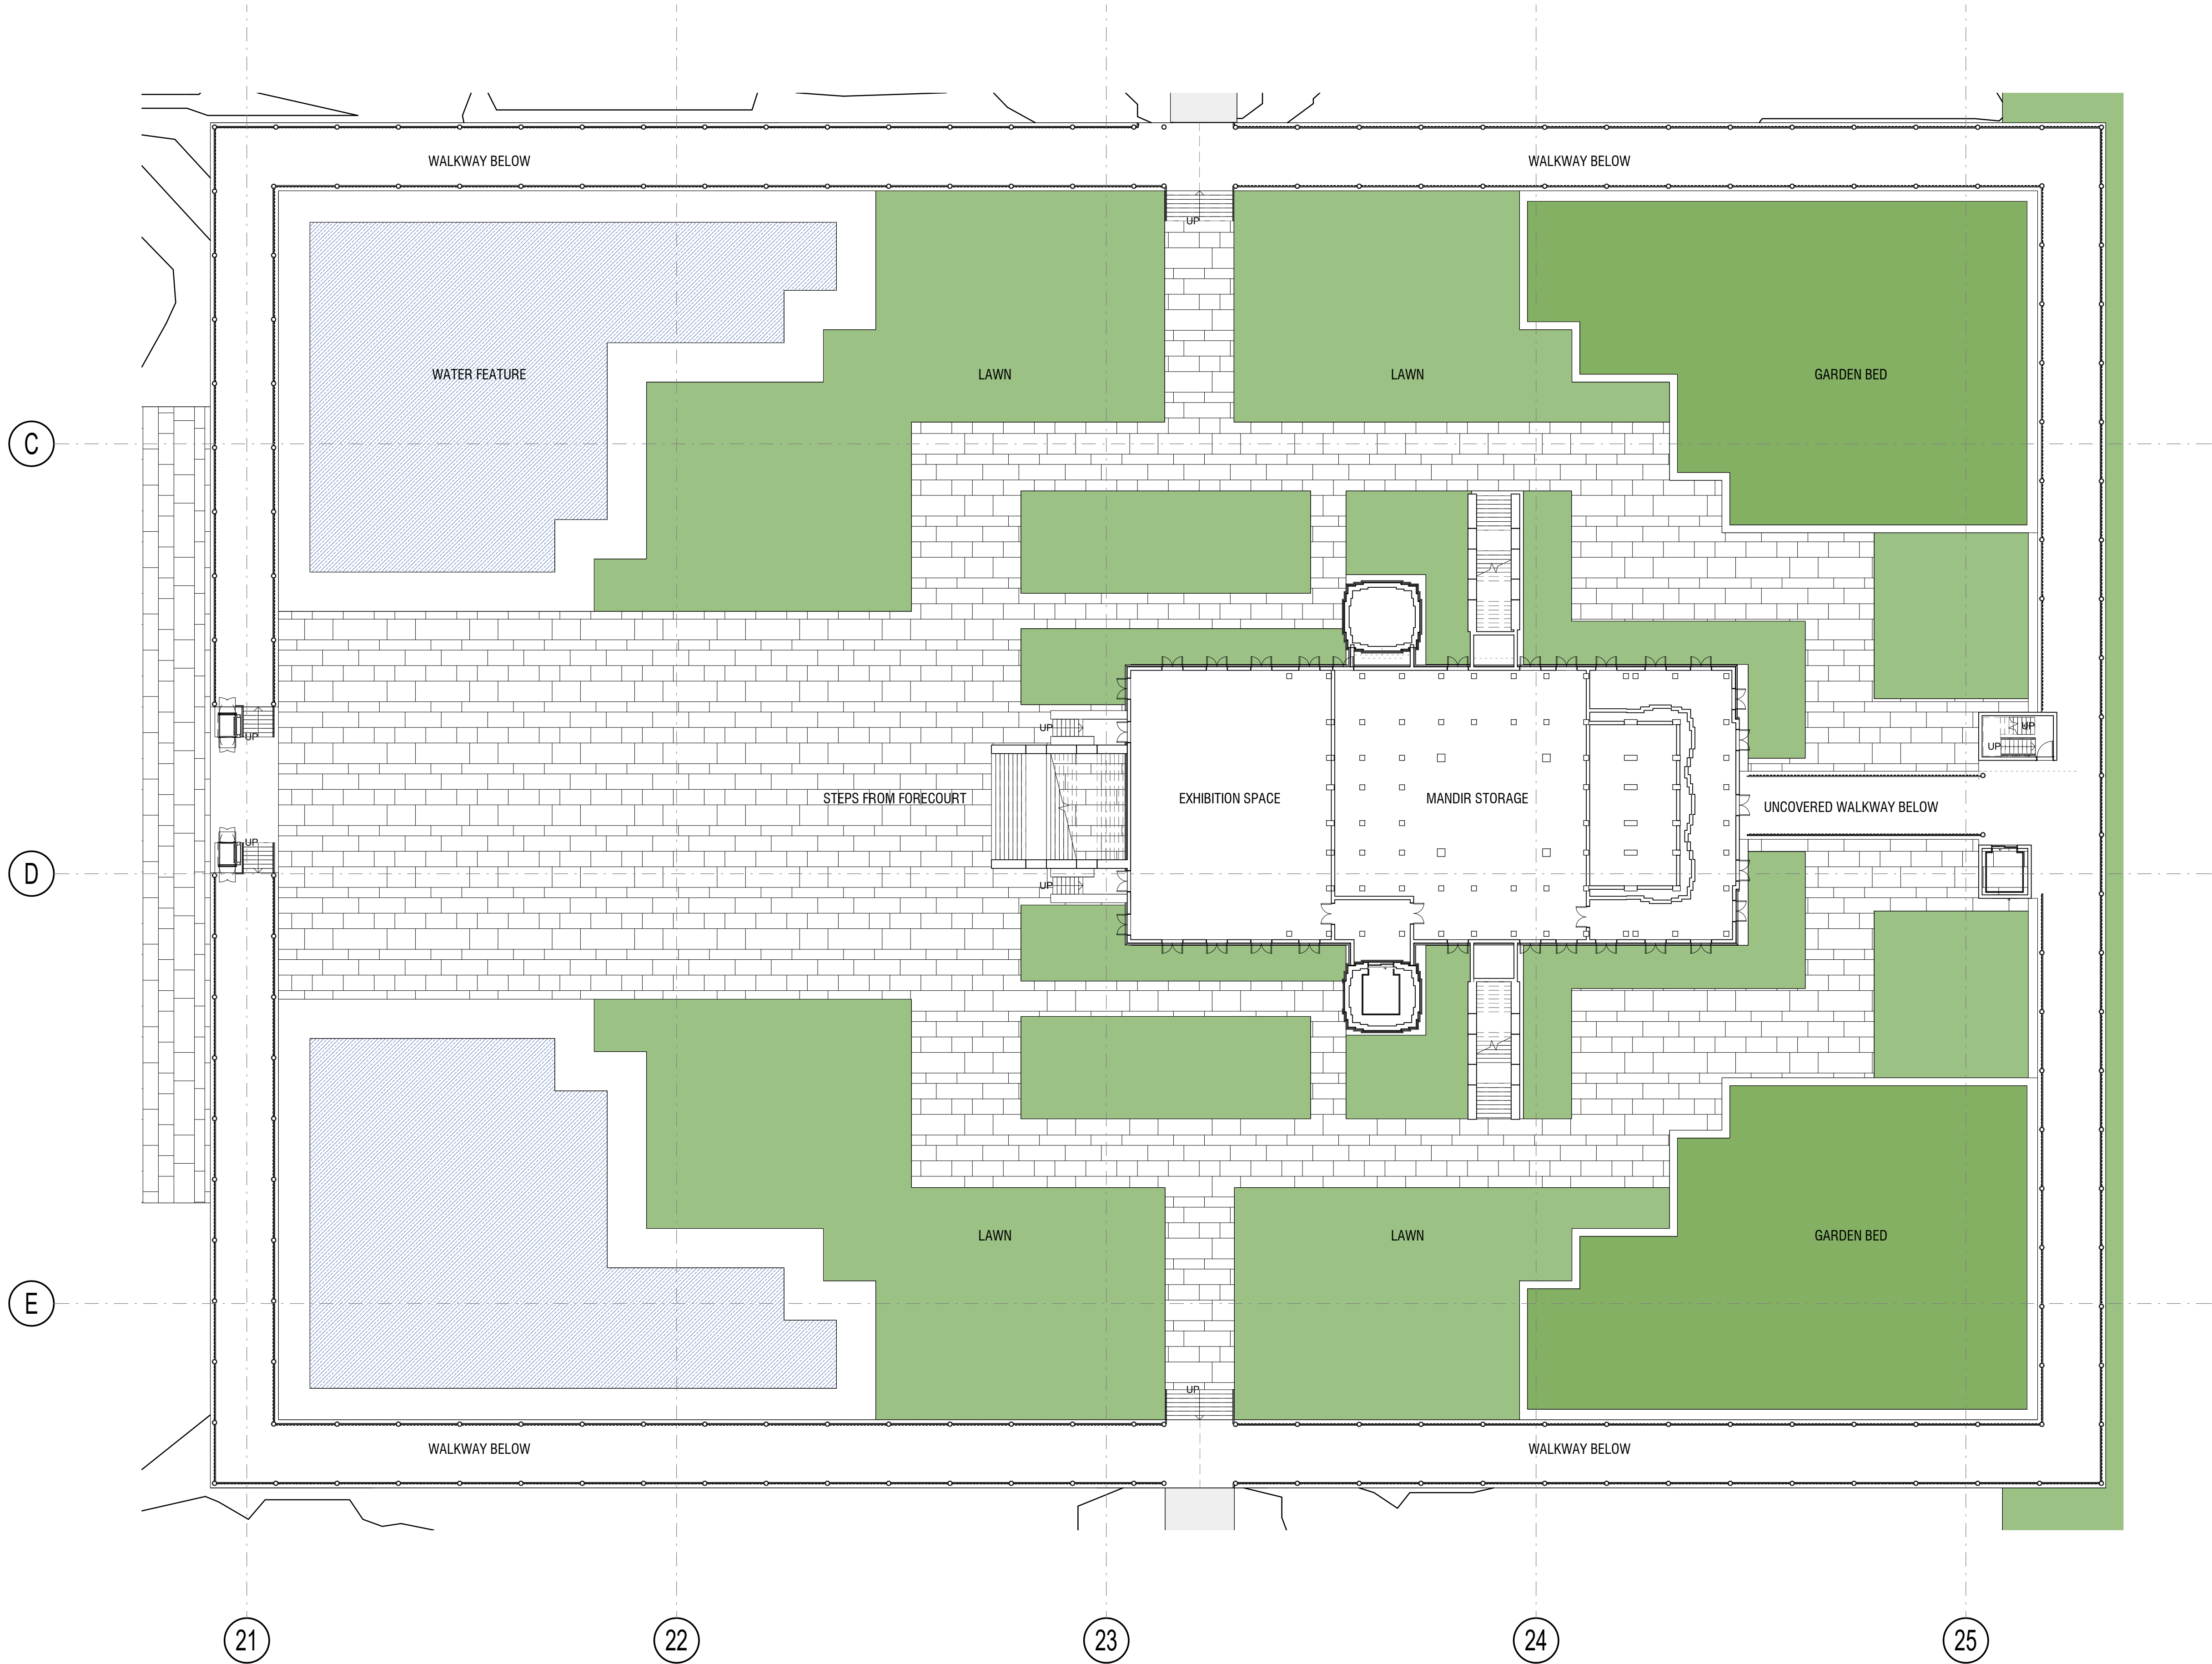 WALKWAY BELOW
WALKWAY BELOW
UP
WATER FEATURE
LAWN
LAWN
GARDEN BED
C
UP
UP
UP
UP
UP
STEPS FROM FORECOURT
EXHIBITION SPACE
MANDIR STORAGE
UNCOVERED WALKWAY BELOW
UP
D
UP
LAWN
LAWN
GARDEN BED
E
UP
WALKWAY BELOW
WALKWAY BELOW
21
22
23
24
25